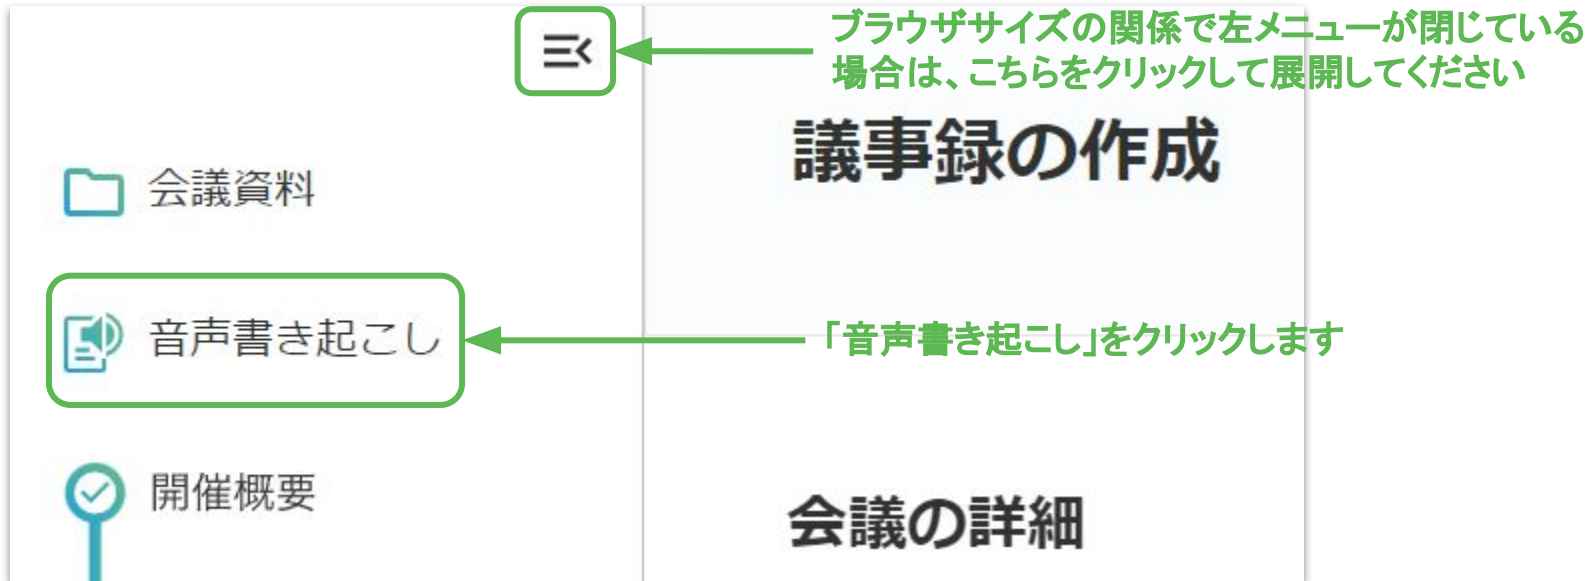 ブラウザサイズの関係で左メニューが閉じている
場合は、こちらをクリックして展開してください
議事録の作成
会議資料
音声書き起こし
「音声書き起こし」をクリックします
開催概要
会議の詳細